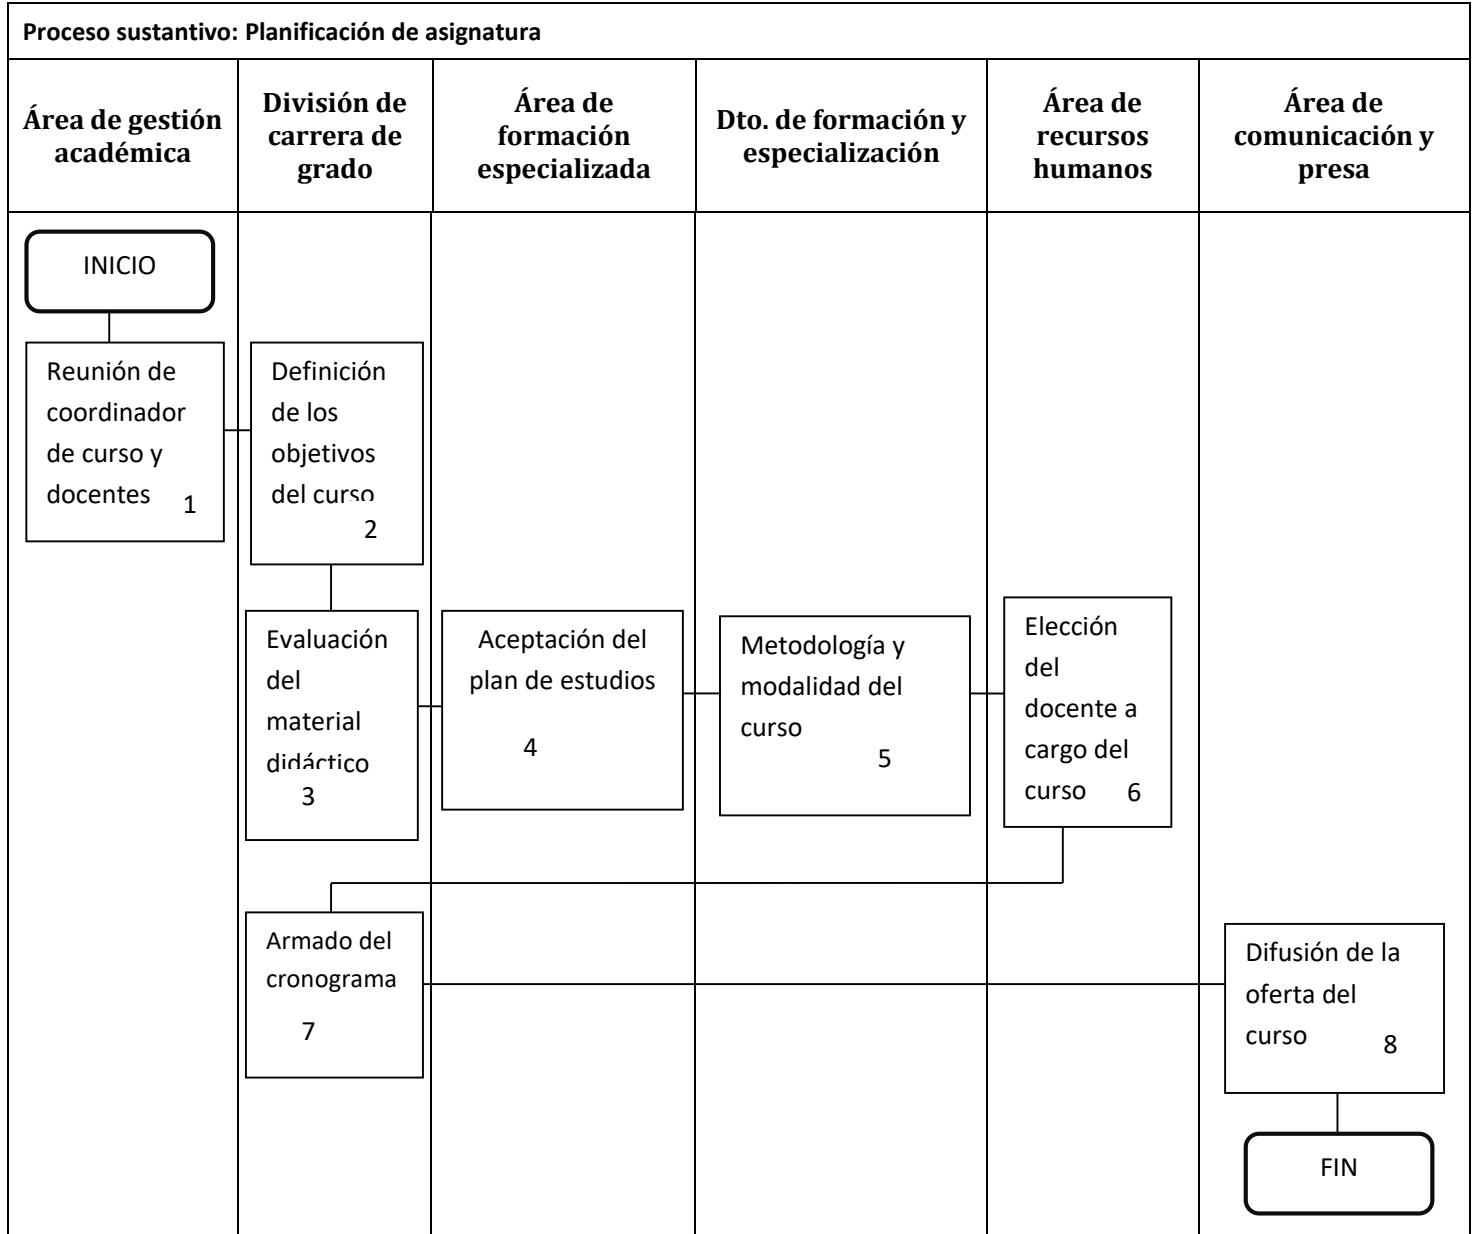 Proceso sustantivo: Planificación de asignatura
Área de gestión
académica
División de
carrera de
grado
Área de
formación
especializada
Dto. de formación y
especialización
Área de
recursos
humanos
Área de
comunicación y
presa
INICIO
Reunión de
coordinador
de curso y
docentes
1
Definición
de los
objetivos
del curso
2
Evaluación
del
material
didáctico
3
Aceptación del
plan de estudios
4
Metodología y
modalidad del
curso
5
Elección
del
docente a
cargo del
curso 6
Armado del
cronograma
7
Difusión de la
oferta del
curso
8
FIN